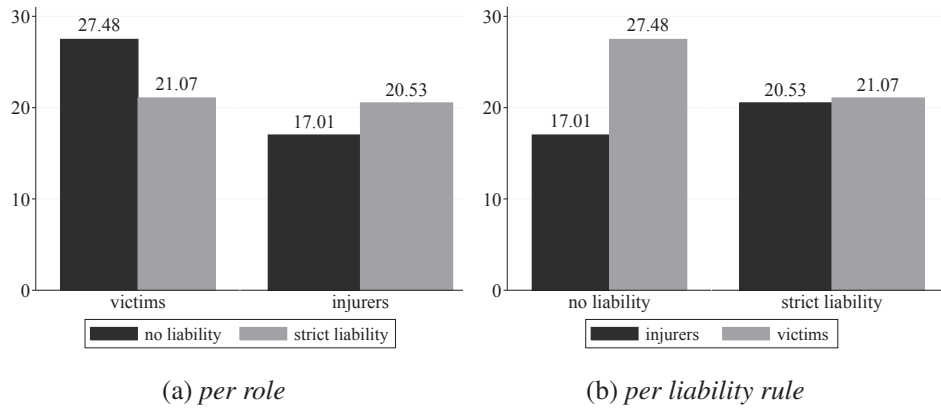 30
27.48
21.07
20.53
20
17.01
10
0
victims injurers
no liability strict liability
(a) per role
30
27.48
20.53
21.07
20
17.01
10
0
no liability strict liability
injurers victims
(b) per liability rule